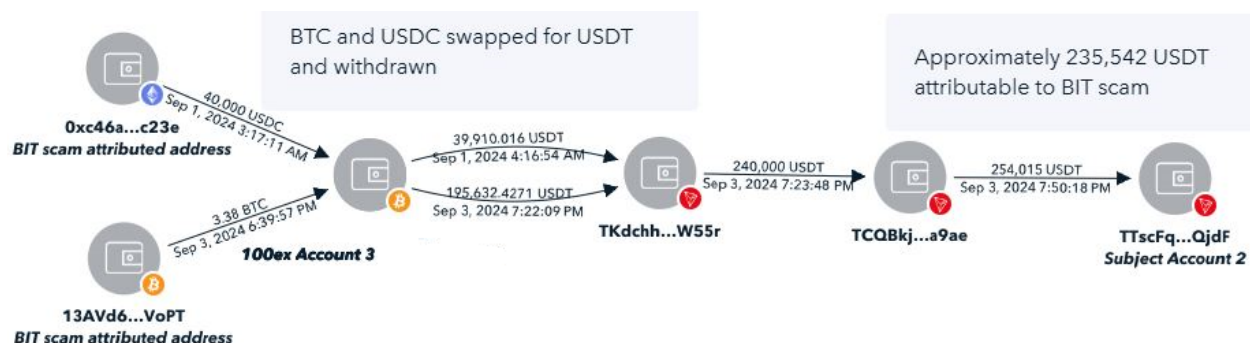 BTC and USDC swapped for USDT
and withdrawn
Approximately 235,542 USDT
attributable to BIT scam
40,000 USDC
Sep 1, 2024 3:17:11 AM
0xc46a...c23e
BIT scam attributed address
3.38 BTC
Sep 3, 2024 6:39:57 PM
13AVd6...VoPT
BIT scam attributed address
100ex Account 3
39,910.016 USDT
Sep 1, 2024 4:16:54 AM
195,632.4271 USDT
Sep 3, 2024 7:22:09 PM
TKdchh...W55r
240,000 USDT
Sep 3, 2024 7:23:48 PM
TCQBkj...a9ae
254,015 USDT
Sep 3, 2024 7:50:18 PM
TTscFq...QjdF
Subject Account 2